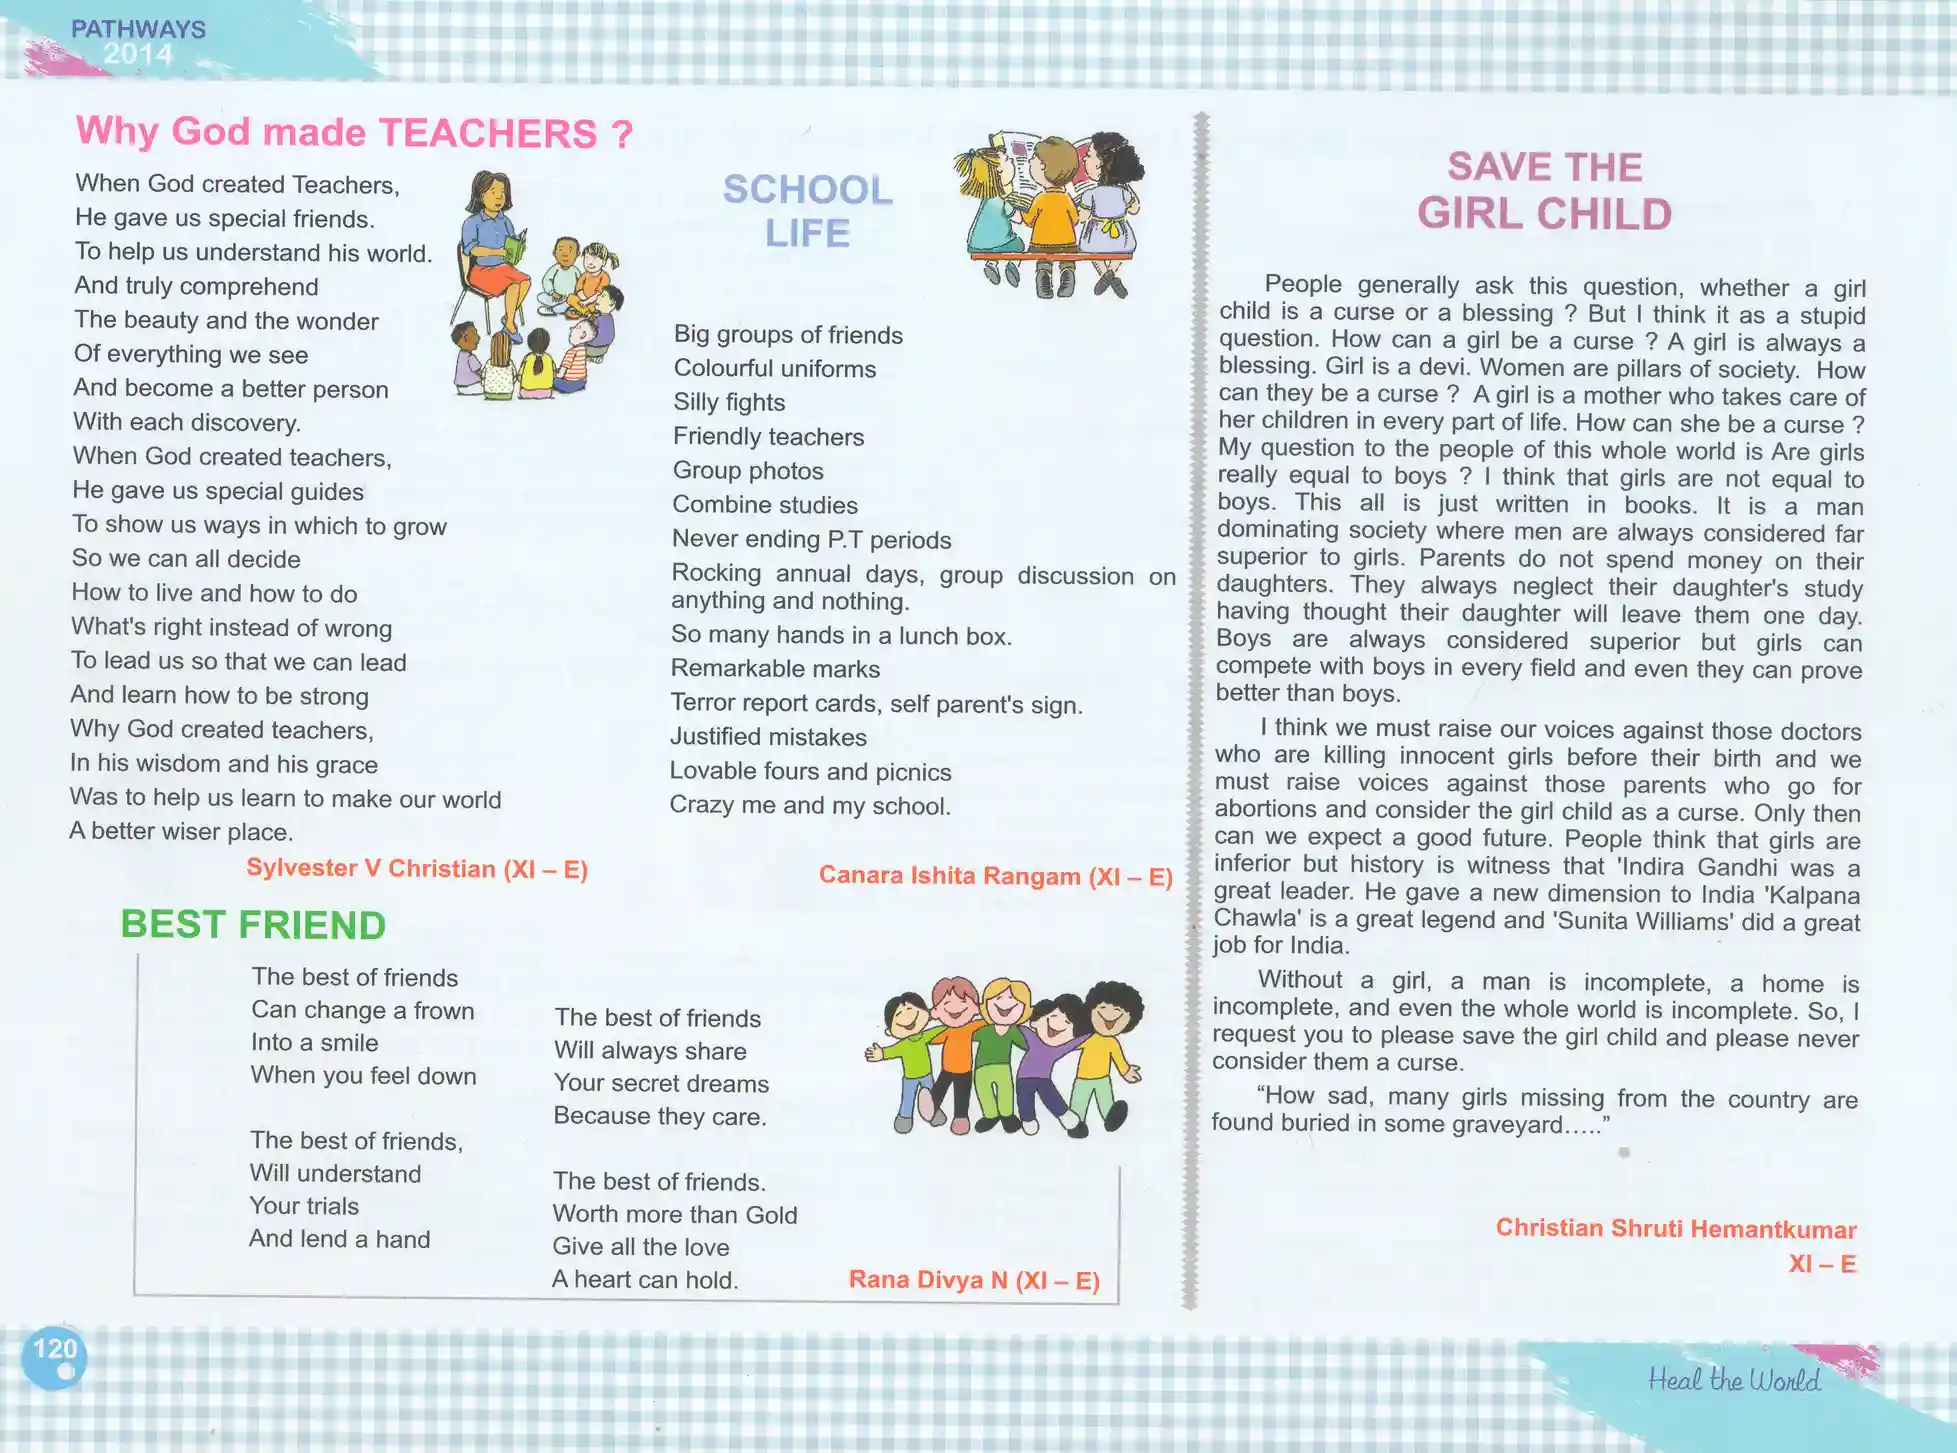 PATHWAYS
2014
Why God made TEACHERS ?
When God created Teachers,
He gave us special friends.
To help us understand his world.
And truly comprehend
The beauty and the wonder
Of everything we see
And become a better person
With each discovery.
When God created teachers,
He gave us special guides
To show us ways in which to grow
So we can all decide
How to live and how to do
What's right instead of wrong
To lead us so that we can lead
And learn how to be strong
Why God created teachers,
In his wisdom and his grace
Was to help us learn to make our world
A better wiser place.
Sylvester V Christian (XI – E)
SCHOOL
LIFE
Big groups of friends
Colourful uniforms
Silly fights
Friendly teachers
Group photos
Combine studies
Never ending P.T periods
Rocking annual days, group discussion on
anything and nothing.
So many hands in a lunch box.
Remarkable marks
Terror report cards, self parent's sign.
Justified mistakes
Lovable fours and picnics
Crazy me and my school.
Canara Ishita Rangam (XI – E)
BEST FRIEND
The best of friends
Can change a frown
Into a smile
When you feel down
The best of friends,
Will understand
Your trials
And lend a hand
The best of friends
Will always share
Your secret dreams
Because they care.
The best of friends.
Worth more than Gold
Give all the love
A heart can hold.
Rana Divya N (XI – E)
SAVE THE
GIRL CHILD
People generally ask this question, whether a girl
child is a curse or a blessing ? But I think it as a stupid
question. How can a girl be a curse ? A girl is always a
blessing. Girl is a devi. Women are pillars of society. How
can they be a curse ? A girl is a mother who takes care of
her children in every part of life. How can she be a curse ?
My question to the people of this whole world is Are girls
really equal to boys ? I think that girls are not equal to
boys. This all is just written in books. It is a man
dominating society where men are always considered far
superior to girls. Parents do not spend money on their
daughters. They always neglect their daughter's study
having thought their daughter will leave them one day.
Boys are always considered superior but girls can
compete with boys in every field and even they can prove
better than boys.
I think we must raise our voices against those doctors
who are killing innocent girls before their birth and we
must raise voices against those parents who go for
abortions and consider the girl child as a curse. Only then
can we expect a good future. People think that girls are
inferior but history is witness that 'Indira Gandhi was a
great leader. He gave a new dimension to India 'Kalpana
Chawla' is a great legend and 'Sunita Williams' did a great
job for India.
Without a girl, a man is incomplete, a home is
incomplete, and even the whole world is incomplete. So, I
request you to please save the girl child and please never
consider them a curse.
“How sad, many girls missing from the country are
found buried in some graveyard.....”
Christian Shruti Hemantkumar
XI – E
120
Heal the World